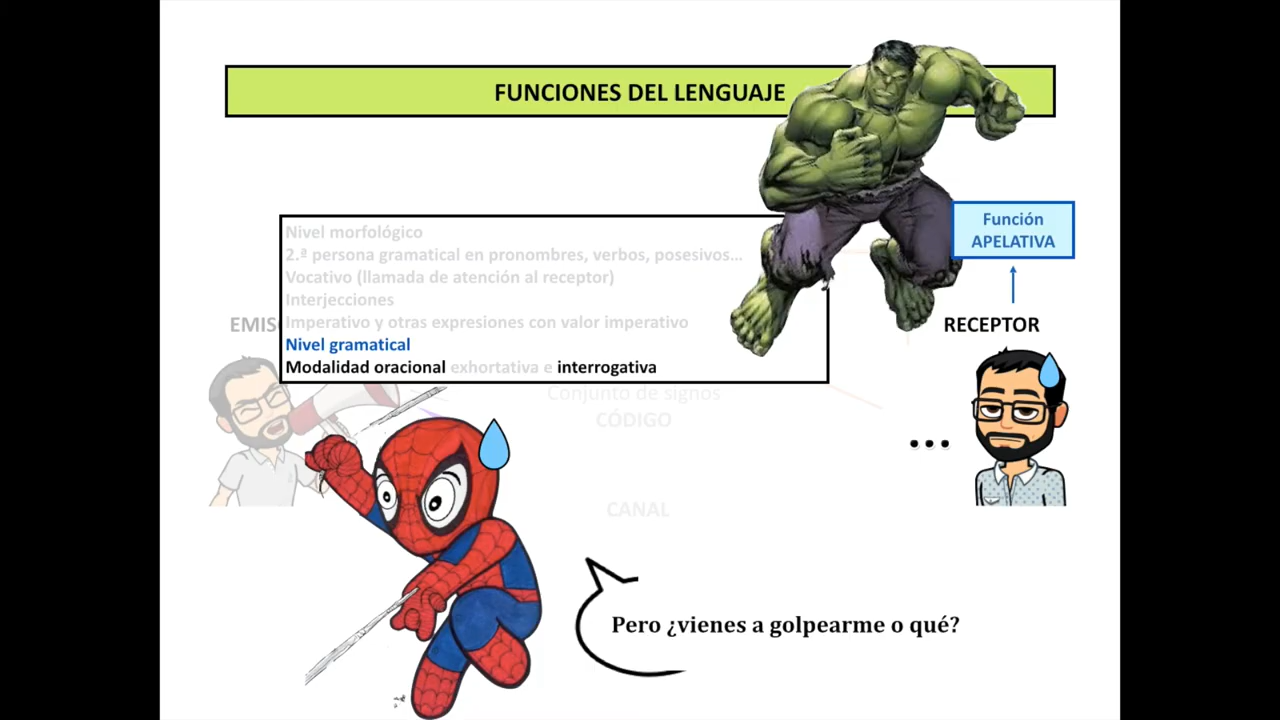 FUNCIONES DEL LENGUAJE
Nivel morfológico
2.ª persona gramatical en pronombres, verbos, posesivos...
Vocativo (llamada de atención al receptor)
Interjecciones
Imperativo y otras expresiones con valor imperativo
Nivel gramatical
Modalidad oracional exhortativa e interrogativa
Función
APELATIVA
RECEPTOR
EMIS
Conjunto de signos
CÓDIGO
...
CANAL
Pero ¿vienes a golpearme o qué?